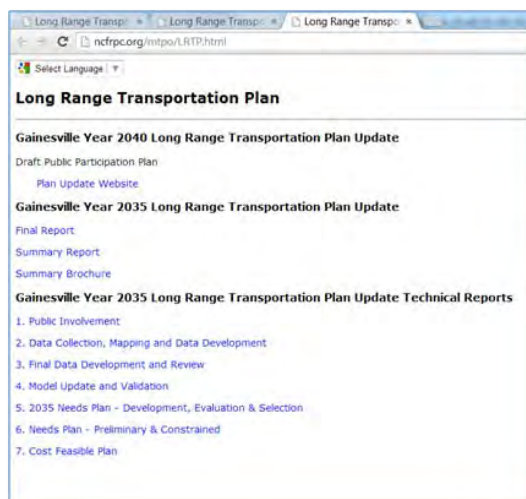 Long Range Transpo
Long Range Transpo
Long Range Transpo
ncfrpc.org/mtpo/LRTP.html
Select Language
Long Range Transportation Plan
Gainesville Year 2040 Long Range Transportation Plan Update
Draft Public Participation Plan
Plan Update Website
Gainesville Year 2035 Long Range Transportation Plan Update
Final Report
Summary Report
Summary Brochure
Gainesville Year 2035 Long Range Transportation Plan Update Technical Reports
1. Public Involvement
2. Data Collection, Mapping and Data Development
3. Final Data Development and Review
4. Model Update and Validation
5. 2035 Needs Plan - Development, Evaluation & Selection
6. Needs Plan - Preliminary & Constrained
7. Cost Feasible Plan